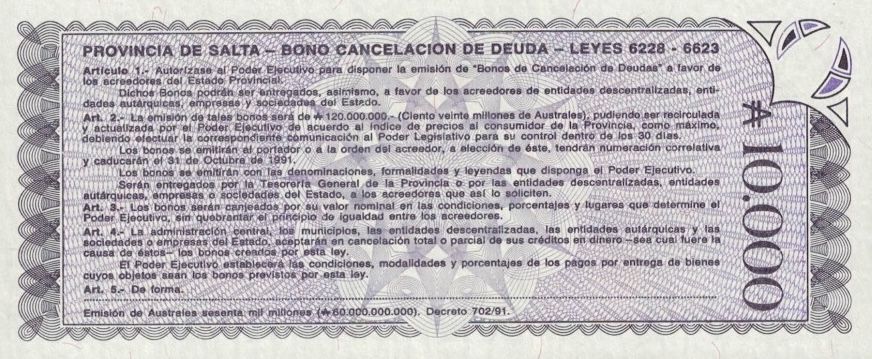 PROVINCIA DE SALTA – BONO CANCELACION DE DEUDA – LEYES 6228 - 6623
Artículo 1.- Autorízase al Poder Ejecutivo para disponer la emisión de "Bonos de Cancelación de Deudas" a favor de
los acreedores del Estado Provincial.
Dichos Bonos podrán ser entregados, asimismo, a favor de los acreedores de entidades descentralizadas, enti-
dades autárquicas, empresas y sociedades del Estado.
Art. 2.- La emisión de tales bonos será de ₳ 120.000.000.- (Ciento veinte millones de Australes), pudiendo ser recirculada
y actualizada por el Poder Ejecutivo de acuerdo al índice de precios al consumidor de la Provincia, como máximo,
debiendo efectuar la correspondiente comunicación al Poder Legislativo para su control dentro de los 30 días.
Los bonos se emitirán al portador o a la orden del acreedor, a elección de éste, tendrán numeración correlativa
y caducarán el 31 de Octubre de 1991.
Los bonos se emitirán con las denominaciones, formalidades y leyendas que disponga el Poder Ejecutivo.
Serán entregados por la Tesorería General de la Provincia o por las entidades descentralizadas, entidades
autárquicas, empresas o sociedades del Estado, a los acreedores que así lo soliciten.
Art. 3.- Los bonos serán canjeados por su valor nominal en las condiciones, porcentajes y lugares que determine el
Poder Ejecutivo, sin quebrantar el principio de igualdad entre los acreedores.
Art. 4.- La administración central, los municipios, las entidades descentralizadas, las entidades autárquicas y las
sociedades o empresas del Estado, aceptarán en cancelación total o parcial de sus créditos en dinero –sea cual fuere la
causa de éstos– los bonos creados por esta ley.
El Poder Ejecutivo establecerá las condiciones, modalidades y porcentajes de los pagos por entrega de bienes
cuyos objetos sean los bonos previstos por esta ley.
Art. 5.- De forma.
Emisión de Australes sesenta mil millones (₳ 60.000.000.000). Decreto 702/91.
₳ 10.000